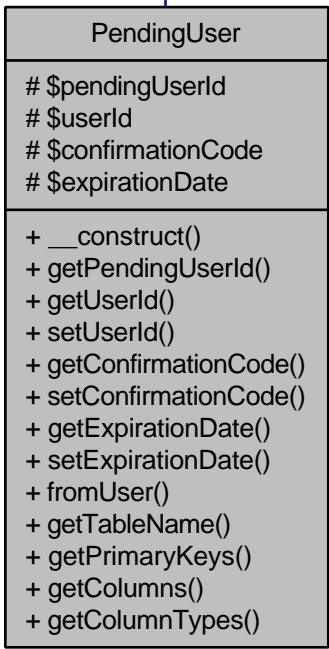 PendingUser
# $pendingUserId
# $userId
# $confirmationCode
# $expirationDate
+ __construct()
+ getPendingUserId()
+ getUserId()
+ setUserId()
+ getConfirmationCode()
+ setConfirmationCode()
+ getExpirationDate()
+ setExpirationDate()
+ fromUser()
+ getTableName()
+ getPrimaryKeys()
+ getColumns()
+ getColumnTypes()